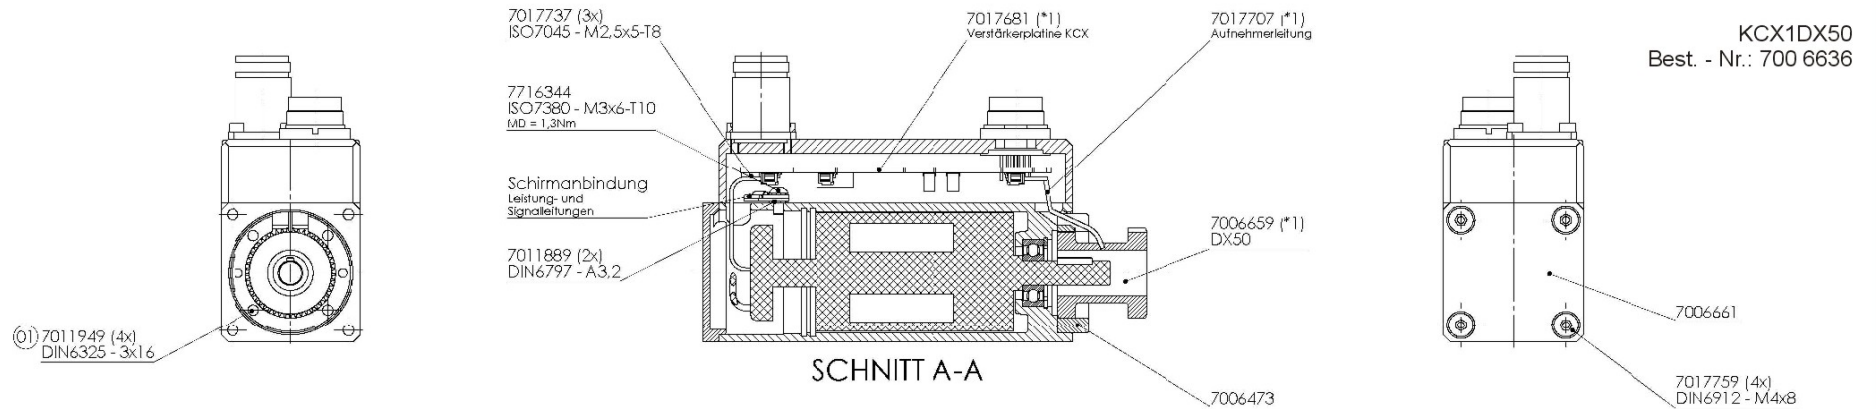 7017737 (3x)
ISO7045 - M2,5x5-T8
7716344
ISO7380 - M3x6-T10
MD = 1,3Nm
Schirmanbindung
Leistung- und
Signalleitungen
7011889 (2x)
DIN6797 - A3,2
7017681 (*1)
Verstärkerplatine KCX
7017707 (*1)
Aufnehmerleitung
KCX1DX50
Best. - Nr.: 700 6636
7006659 (*1)
DX50
01 7011949 (4x)
DIN6325 - 3x16
SCHNITT A-A
7006473
7006661
7017759 (4x)
DIN6912 - M4x8